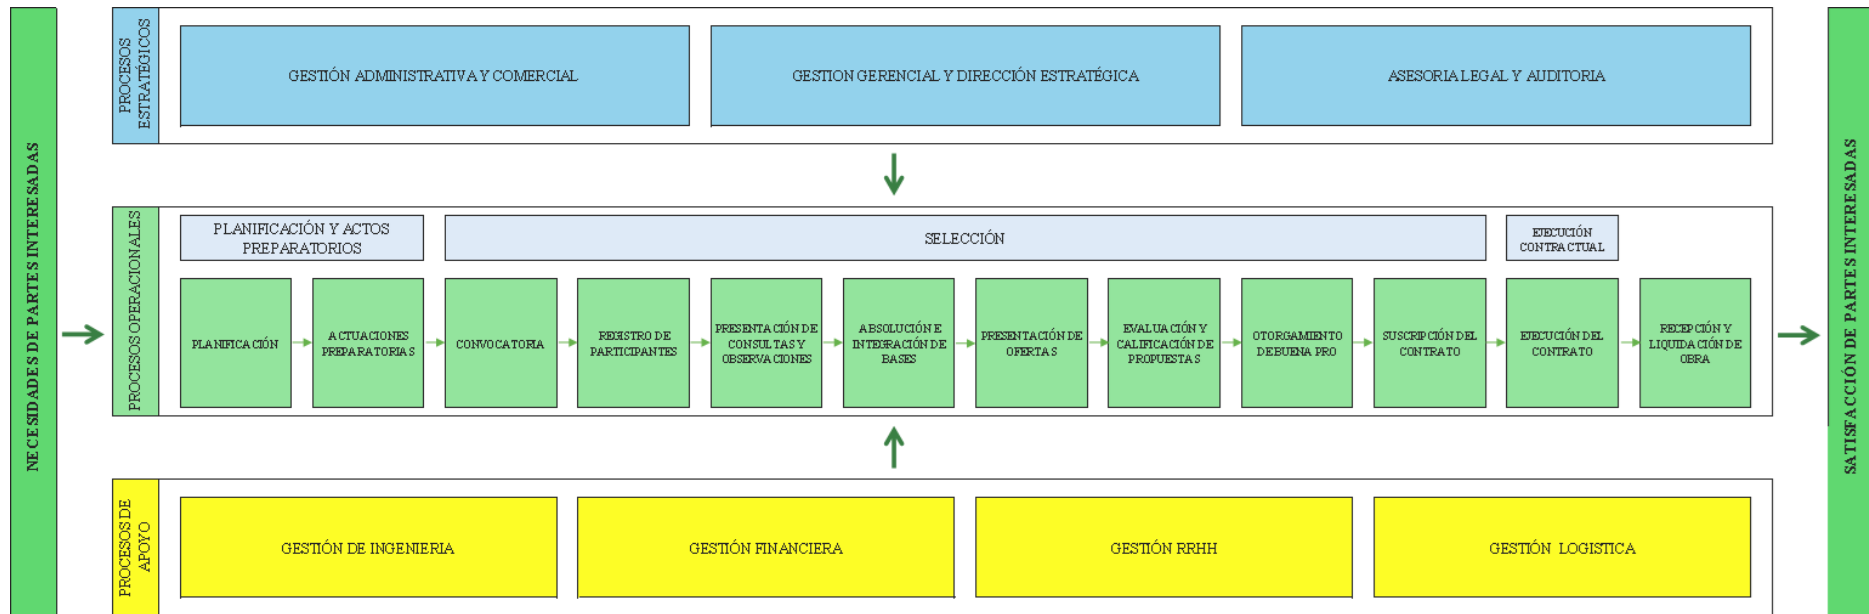 NECESIDADES DE PARTES INTERESADAS
PROCESOS
ESTRATÉGICOS
GESTIÓN ADMINISTRATIVA Y COMERCIAL
GESTION GERENCIAL Y DIRECCIÓN ESTRATÉGICA
ASESORIA LEGAL Y AUDITORIA
PROCESOS OPERACIONALES
PLANIFICACIÓN Y ACTOS
PREPARATORIOS
SELECCIÓN
EJECUCIÓN
CONTRACTUAL
PLANIFICACIÓN
ACTUACIONES
PREPARATORIAS
CONVOCATORIA
REGISTRO DE
PARTICIPANTES
PRESENTACIÓN DE
CONSULTAS Y
OBSERVACIONES
ABSOLUCIÓN E
INTEGRACIÓN DE
BASES
PRESENTACIÓN DE
OFERTAS
EVALUACIÓN Y
CALIFICACIÓN DE
PROPUESTAS
OTORGAMIENTO
DE BUENA PRO
SUSCRIPCIÓN DEL
CONTRATO
EJECUCIÓN DEL
CONTRATO
RECEPCIÓN Y
LIQUIDACIÓN DE
OBRA
PROCESOS DE
APOYO
GESTIÓN DE INGENIERIA
GESTIÓN FINANCIERA
GESTIÓN RRHH
GESTIÓN LOGISTICA
SATISFACCIÓN DE PARTES INTERESADAS